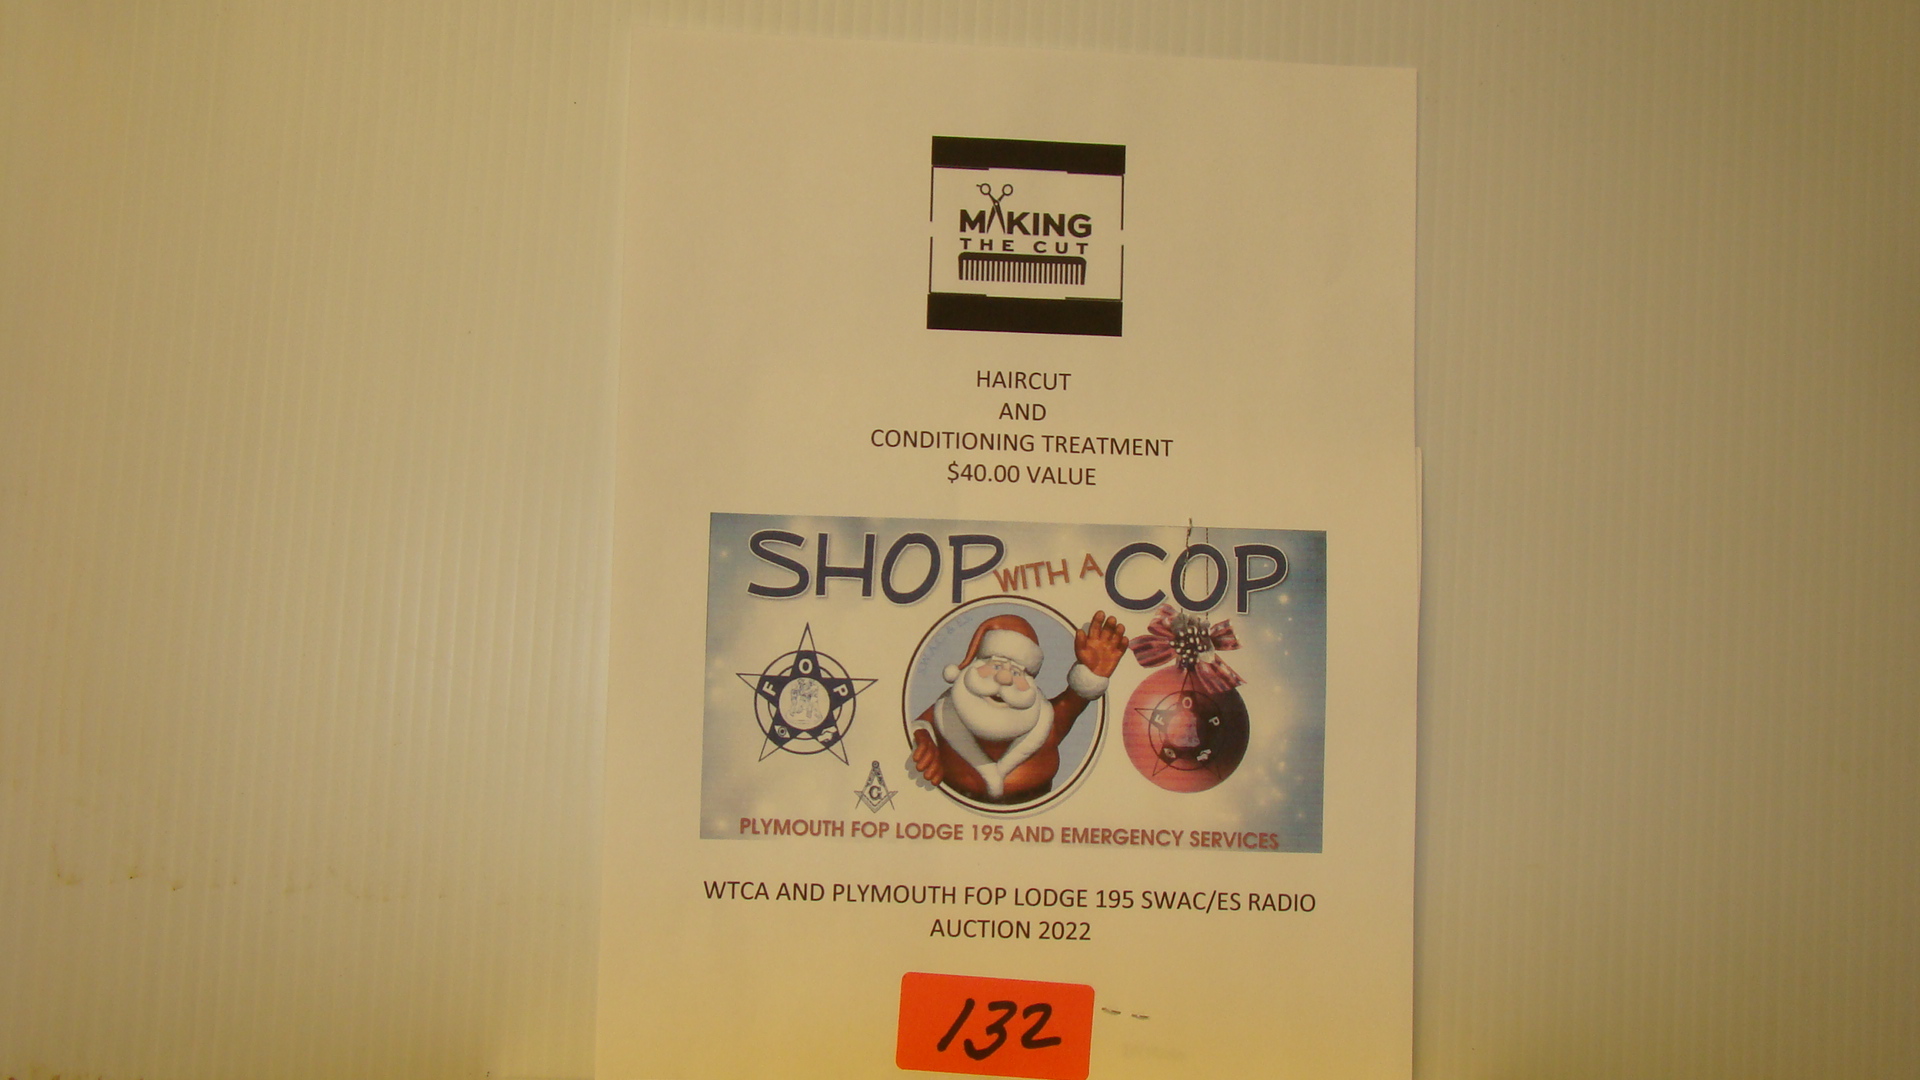 MAKING
THE CUT
HAIRCUT
AND
CONDITIONING TREATMENT
$40.00 VALUE
SHOP WITH A COP
F O P
F O P
G
PLYMOUTH FOP LODGE 195 AND EMERGENCY SERVICES
WTCA AND PLYMOUTH FOP LODGE 195 SWAC/ES RADIO
AUCTION 2022
132